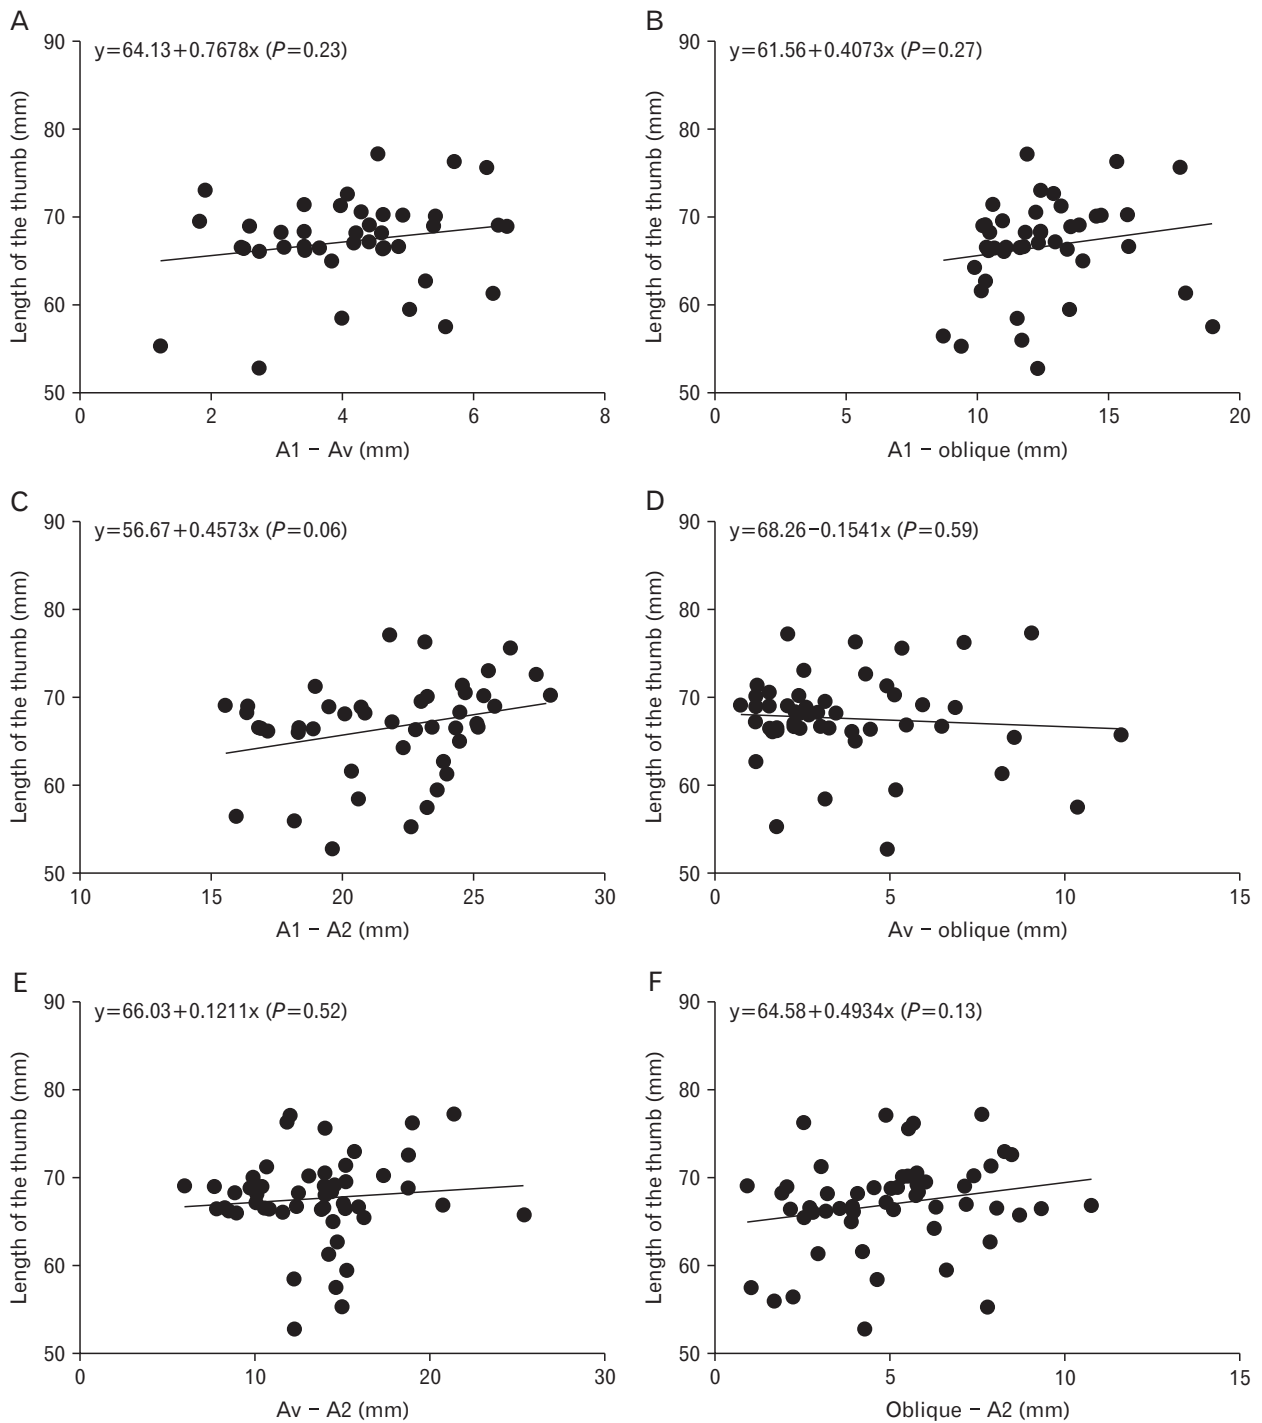 A
y=64.13+0.7678x (P=0.23)
Length of the thumb (mm)
90
80
70
60
50
0 2 4 6 8
A1 − Av (mm)
B
y=61.56+0.4073x (P=0.27)
Length of the thumb (mm)
90
80
70
60
50
0 5 10 15 20
A1 − oblique (mm)
C
y=56.67+0.4573x (P=0.06)
Length of the thumb (mm)
90
80
70
60
50
10 15 20 25 30
A1 − A2 (mm)
D
y=68.26−0.1541x (P=0.59)
Length of the thumb (mm)
90
80
70
60
50
0 5 10 15
Av − oblique (mm)
E
y=66.03+0.1211x (P=0.52)
Length of the thumb (mm)
90
80
70
60
50
0 10 20 30
Av − A2 (mm)
F
y=64.58+0.4934x (P=0.13)
Length of the thumb (mm)
90
80
70
60
50
0 5 10 15
Oblique − A2 (mm)